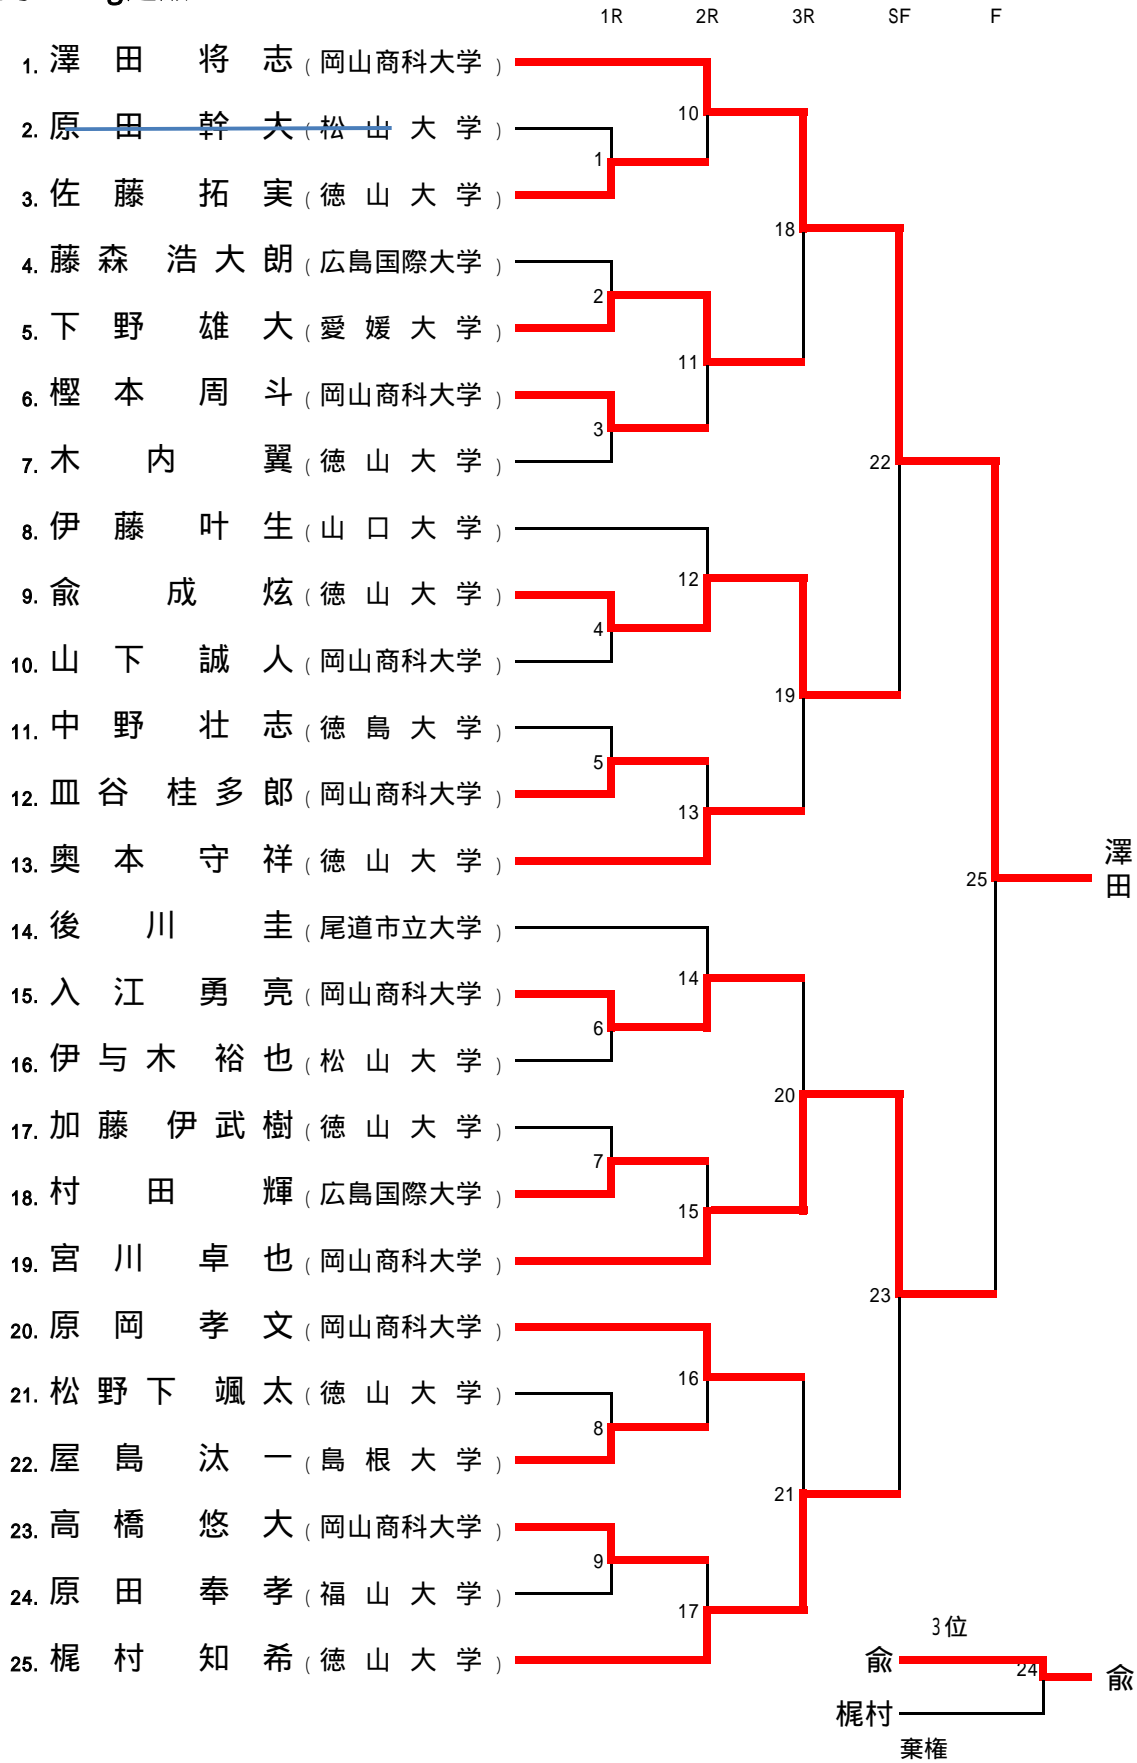 1R 2R 3R SF F
1. 澤田 将志 (岡山商科大学)
2. 原田 幹大 (松山大学)
3. 佐藤 拓実 (徳山大学)
4. 藤森 浩大朗 (広島国際大学)
5. 下野 雄大 (愛媛大学)
6. 樫本 周斗 (岡山商科大学)
7. 木内 翼 (徳山大学)
8. 伊藤 叶生 (山口大学)
9. 兪 成炫 (徳山大学)
10. 山下 誠人 (岡山商科大学)
11. 中野 壮志 (徳島大学)
12. 皿谷 桂多郎 (岡山商科大学)
13. 奥本 守祥 (徳山大学)
14. 後川 圭 (尾道市立大学)
15. 入江 勇亮 (岡山商科大学)
16. 伊与木 裕也 (松山大学)
17. 加藤 伊武樹 (徳山大学)
18. 村田 輝 (広島国際大学)
19. 宮川 卓也 (岡山商科大学)
20. 原岡 孝文 (岡山商科大学)
21. 松野下 颯太 (徳山大学)
22. 屋島 汰一 (島根大学)
23. 高橋 悠大 (岡山商科大学)
24. 原田 奉孝 (福山大学)
25. 梶村 知希 (徳山大学)
1
2
3
4
5
6
7
8
9
10
11
12
13
14
15
16
17
18
19
20
21
22
23
25
澤田
3位
兪
24
兪
梶村
棄権